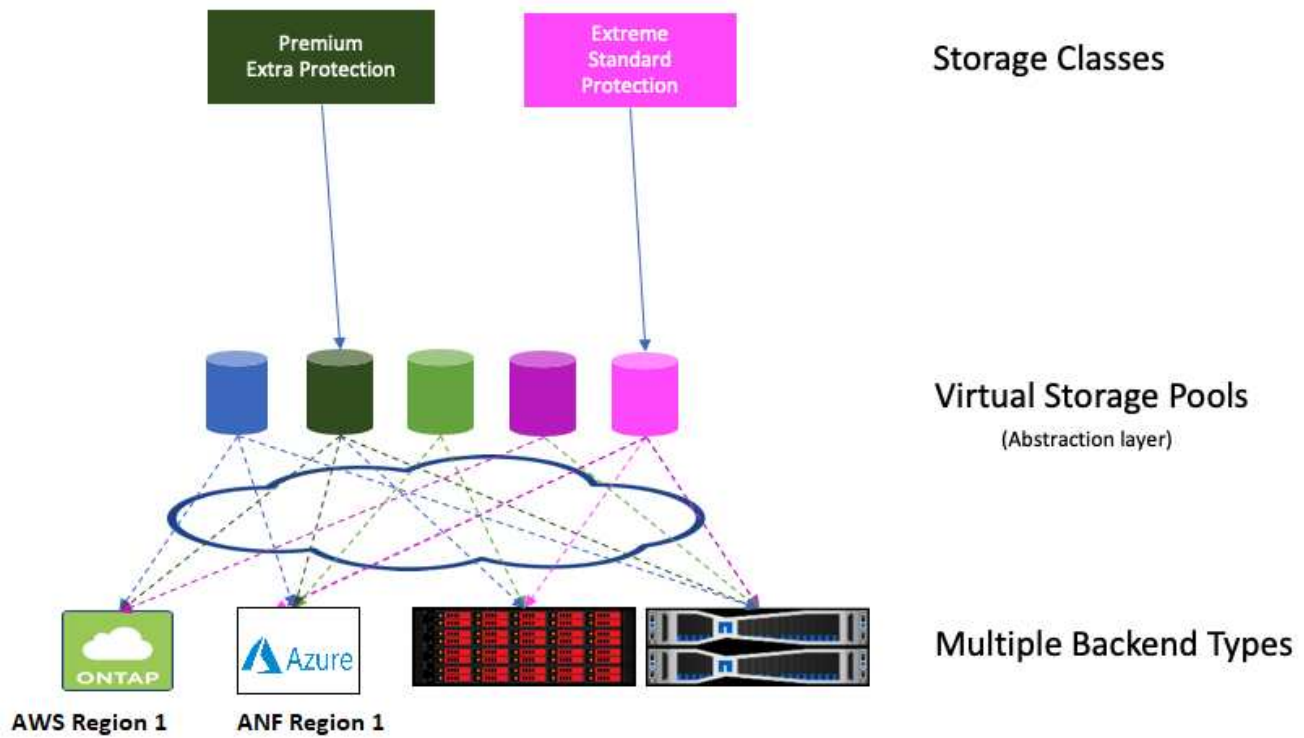 Premium
Extra Protection
Extreme
Standard
Protection
Storage Classes
Virtual Storage Pools
(Abstraction layer)
ONTAP
Azure
Multiple Backend Types
AWS Region 1
ANF Region 1